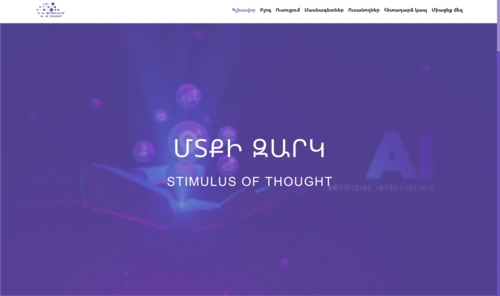 STIMULUS OF
THOUGHT
Գլխավոր Բլոգ Ուսուցում Մասնագետներ Ուսանողներ Հետադարձ կապ Միացեք մեզ
ՄՏՔԻ ԶԱՐԿ
AI
STIMULUS OF THOUGHT
ARTIFICIAL INTELLIGENCE